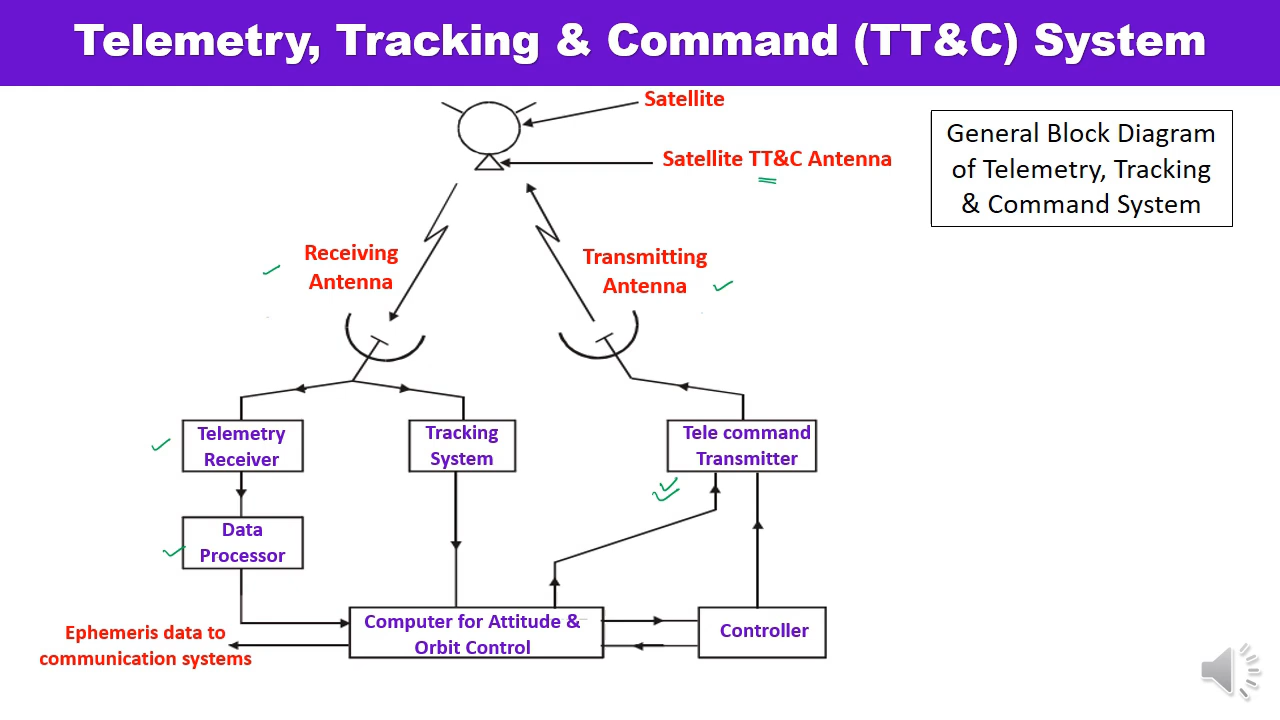 Telemetry, Tracking & Command (TT&C) System
Satellite
Satellite TT&C Antenna
General Block Diagram
of Telemetry, Tracking
& Command System
Receiving
Antenna
Transmitting
Antenna
Telemetry
Receiver
Tracking
System
Tele command
Transmitter
Data
Processor
Computer for Attitude &
Orbit Control
Controller
Ephemeris data to
communication systems